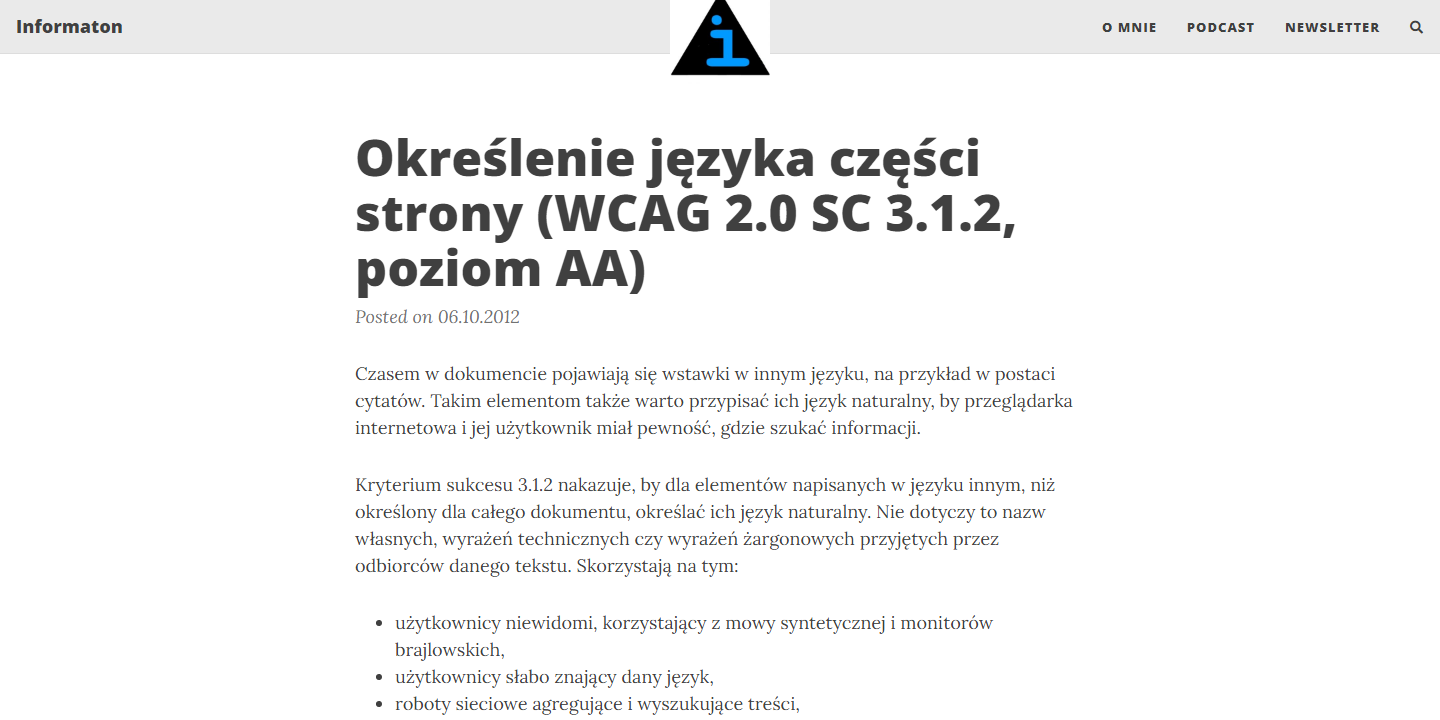 Informaton
i
O MNIE
PODCAST
NEWSLETTER
Określenie języka części
strony (WCAG 2.0 SC 3.1.2,
poziom AA)
Posted on 06.10.2012
Czasem w dokumencie pojawiają się wstawki w innym języku, na przykład w postaci
cytatów. Takim elementom także warto przypisać ich język naturalny, by przeglądarka
internetowa i jej użytkownik miał pewność, gdzie szukać informacji.
Kryterium sukcesu 3.1.2 nakazuje, by dla elementów napisanych w języku innym, niż
określony dla całego dokumentu, określać ich język naturalny. Nie dotyczy to nazw
własnych, wyrażeń technicznych czy wyrażeń żargonowych przyjętych przez
odbiorców danego tekstu. Skorzystają na tym:
użytkownicy niewidomi, korzystający z mowy syntetycznej i monitorów
brajlowskich,
użytkownicy słabo znający dany język,
roboty sieciowe agregujące i wyszukujące treści,